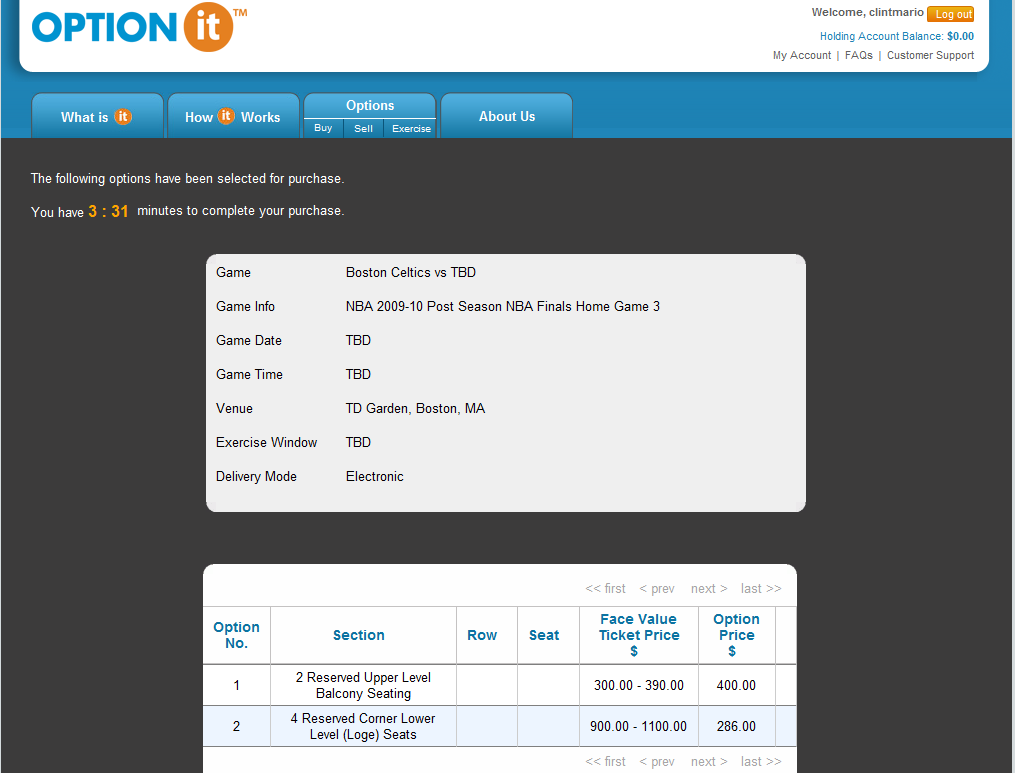 OPTION it ™
Welcome, clintmario Log out
Holding Account Balance: $0.00
My Account | FAQs | Customer Support
What is it
How it Works
Options
Buy Sell Exercise
About Us
The following options have been selected for purchase.
You have 3 : 31 minutes to complete your purchase.
Game Boston Celtics vs TBD
Game Info NBA 2009-10 Post Season NBA Finals Home Game 3
Game Date TBD
Game Time TBD
Venue TD Garden, Boston, MA
Exercise Window TBD
Delivery Mode Electronic
<< first < prev next > last >>
Option No. Section Row Seat Face Value Ticket Price $ Option Price $
1 2 Reserved Upper Level Balcony Seating 300.00 - 390.00 400.00
2 4 Reserved Corner Lower Level (Loge) Seats 900.00 - 1100.00 286.00
<< first < prev next > last >>